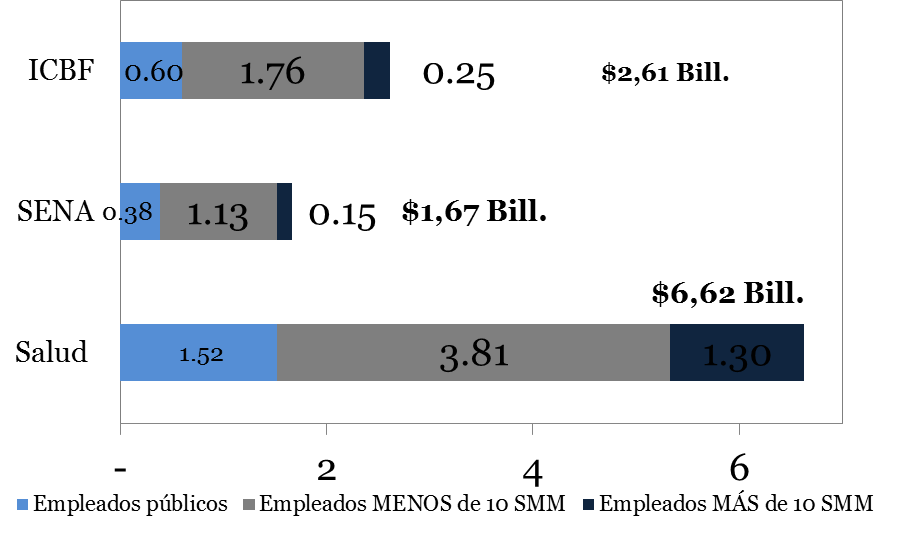 ICBF 0.60 1.76 0.25 $2,61 Bill.
SENA 0.38 1.13 0.15 $1,67 Bill.
$6,62 Bill.
Salud 1.52 3.81 1.30
- 2 4 6
Empleados públicos Empleados MENOS de 10 SMM Empleados MÁS de 10 SMM